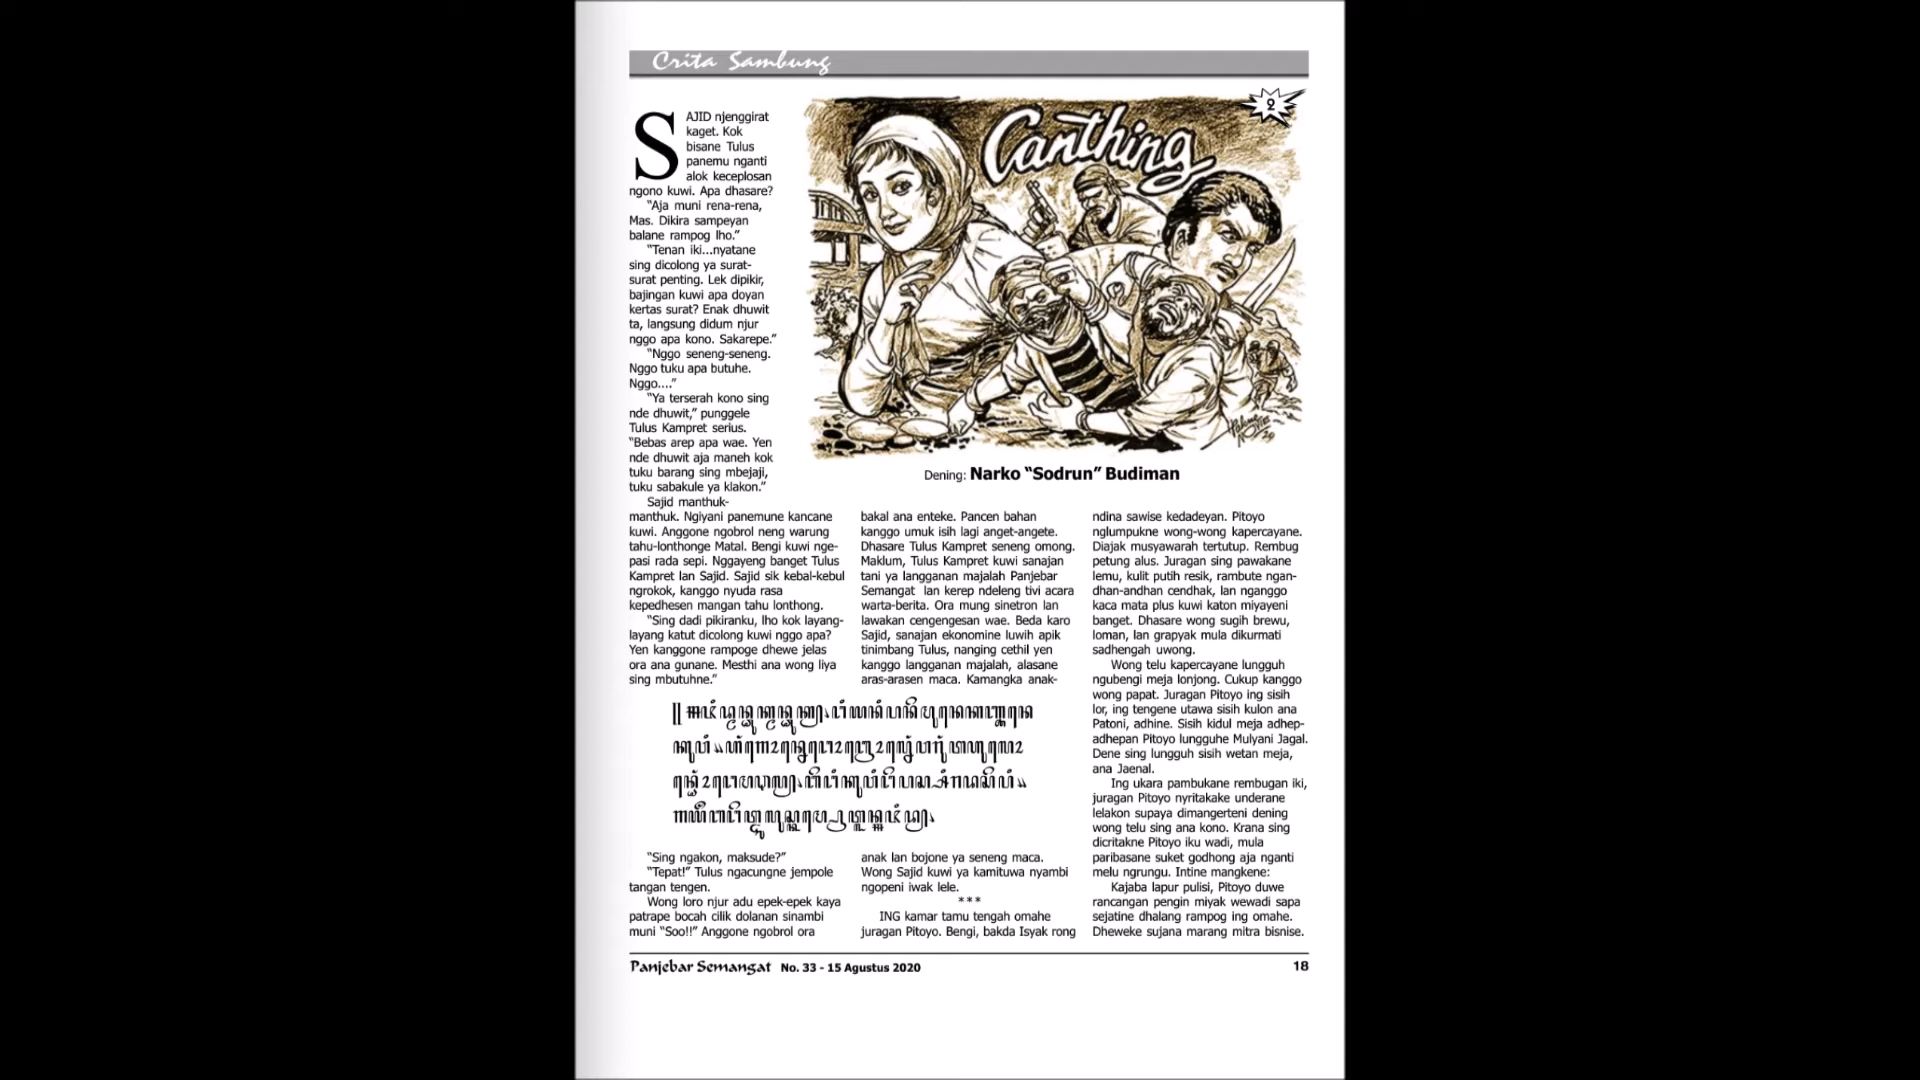 Crita Sambung
2
Canthing
SAJID njenggirat
kaget. Kok
bisane Tulus
panemu nganti
alok keceplosan
ngono kuwi. Apa dhasare?
“Aja muni rena-rena,
Mas. Dikira sampeyan
balane rampog lho.”
“Tenan iki...nyatane
sing dicolong ya surat-
surat penting. Lek dipikir,
bajingan kuwi apa doyan
kertas surat? Enak dhuwit
ta, langsung didum njur
nggo apa kono. Sakarepe.”
“Nggo seneng-seneng.
Nggo tuku apa butuhe.
Nggo....”
“Ya terserah kono sing
nde dhuwit,” punggele
Tulus Kampret serius.
“Bebas arep apa wae. Yen
nde dhuwit aja maneh kok
tuku barang sing mbejaji,
tuku sabakule ya klakon.”
Sajid manthuk-
manthuk. Ngiyani panemune kancane
kuwi. Anggone ngobrol neng warung
tahu-lonthonge Matal. Bengi kuwi nge-
pasi rada sepi. Nggayeng banget Tulus
Kampret lan Sajid. Sajid sik kebal-kebul
ngrokok, kanggo nyuda rasa
kepedhesen mangan tahu lonthong.
“Sing dadi pikiranku, lho kok layang-
layang katut dicolong kuwi nggo apa?
Yen kanggone rampoge dhewe jelas
ora ana gunane. Mesthi ana wong liya
sing mbutuhne.”
“Sing ngakon, maksude?”
“Tepat!” Tulus ngacungne jempole
tangan tengen.
Wong loro njur adu epek-epek kaya
patrape bocah cilik dolanan sinambi
muni “Soo!!” Anggone ngobrol ora
Dening: Narko “Sodrun” Budiman
bakal ana enteke. Pancen bahan
kanggo umuk isih lagi anget-angete.
Dhasare Tulus Kampret seneng omong.
Maklum, Tulus Kampret kuwi sanajan
tani ya langganan majalah Panjebar
Semangat lan kerep ndeleng tivi acara
warta-berita. Ora mung sinetron lan
lawakan cengengesan wae. Beda karo
Sajid, sanajan ekonomine luwih apik
tinimbang Tulus, nanging cethil yen
kanggo langganan majalah, alasane
aras-arasen maca. Kamangka anak-
anak lan bojone ya seneng maca.
Wong Sajid kuwi ya kamituwa nyambi
ngopeni iwak lele.
***
ING kamar tamu tengah omahe
juragan Pitoyo. Bengi, bakda Isyak rong
ndina sawise kedadeyan. Pitoyo
nglumpukne wong-wong kapercayane.
Diajak musyawarah tertutup. Rembug
petung alus. Juragan sing pawakane
lemu, kulit putih resik, rambute ngan-
dhan-andhan cendhak, lan nganggo
kaca mata plus kuwi katon miyayeni
banget. Dhasare wong sugih brewu,
loman, lan grapyak mula dikurmati
sadhengah uwong.
Wong telu kapercayane lungguh
ngubengi meja lonjong. Cukup kanggo
wong papat. Juragan Pitoyo ing sisih
lor, ing tengene utawa sisih kulon ana
Patoni, adhine. Sisih kidul meja adhep-
adhepan Pitoyo lungguhe Mulyani Jagal.
Dene sing lungguh sisih wetan meja,
ana Jaenal.
Ing ukara pambukane rembugan iki,
juragan Pitoyo nyritakake underane
lelakon supaya dimangerteni dening
wong telu sing ana kono. Krana sing
dicritakne Pitoyo iku wadi, mula
paribasane suket godhong aja nganti
melu ngrungu. Intine mangkene:
Kajaba lapur pulisi, Pitoyo duwe
rancangan pengin miyak wewadi sapa
sejatine dhalang rampog ing omahe.
Dheweke sujana marang mitra bisnise.
Panjebar Semangat No. 33 - 15 Agustus 2020
18